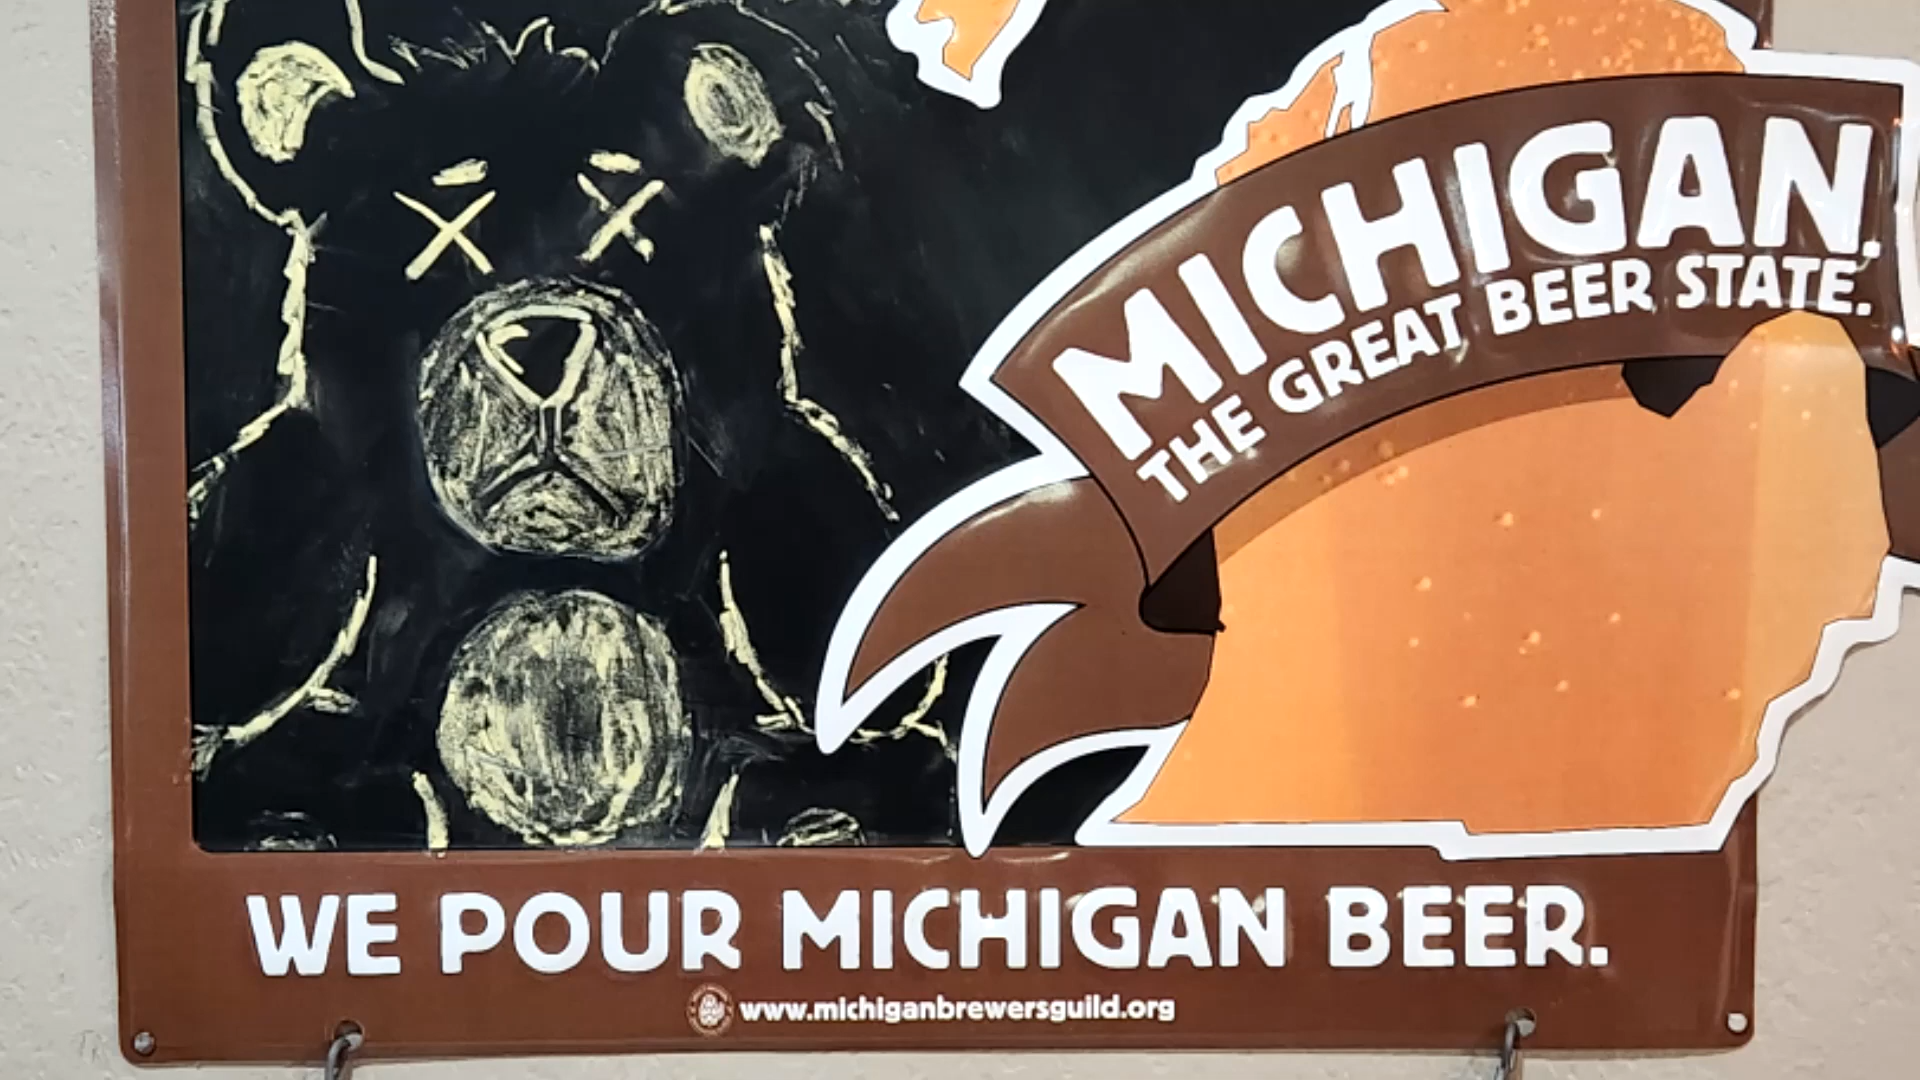 MICHIGAN.
THE GREAT BEER STATE.
WE POUR MICHIGAN BEER.
www.michiganbrewersguild.org